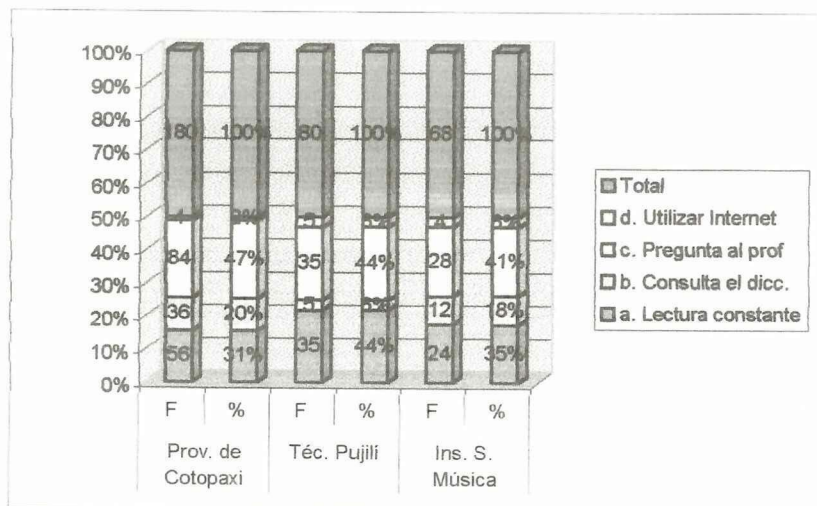 100%
90%
80%
70%
60%
50%
40%
30%
20%
10%
0%
180 100% 80 100% 68 100%
4 5 4
84 47% 35 44% 28 41%
36 20% 5 12 18%
56 31% 35 44% 24 35%
F % F % F %
Prov. de Cotopaxi
Téc. Pujilí
Ins. S. Música
Total
d. Utilizar Internet
c. Pregunta al prof
b. Consulta el dicc.
a. Lectura constante